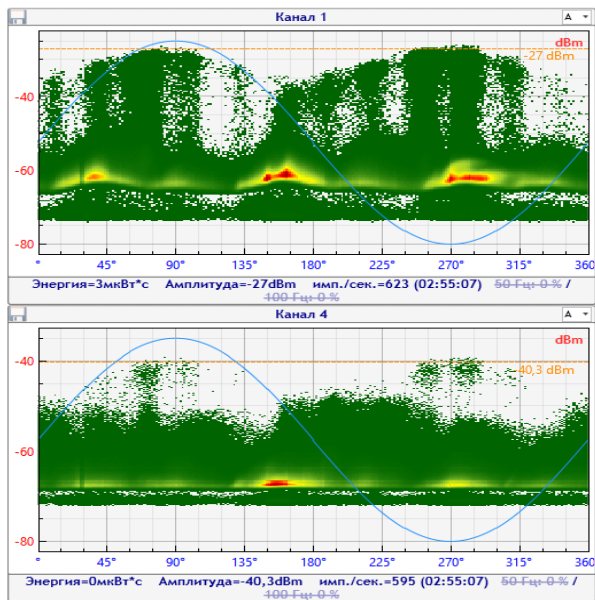 Канал 1
A
dBm
-27 dBm
-40
-60
-80
° 45° 90° 135° 180° 225° 270° 315° 360
Энергия=3мкВт*с Амплитуда=-27dBm имп./сек.=623 (02:55:07) 50 Гц: 0 % /
100 Гц: 0 %
Канал 4
A
dBm
-40
-40,3 dBm
-60
-80
° 45° 90° 135° 180° 225° 270° 315° 360
Энергия=0мкВт*с Амплитуда=-40,3dBm имп./сек.=595 (02:55:07) 50 Гц: 0 % /
100 Гц: 0 %